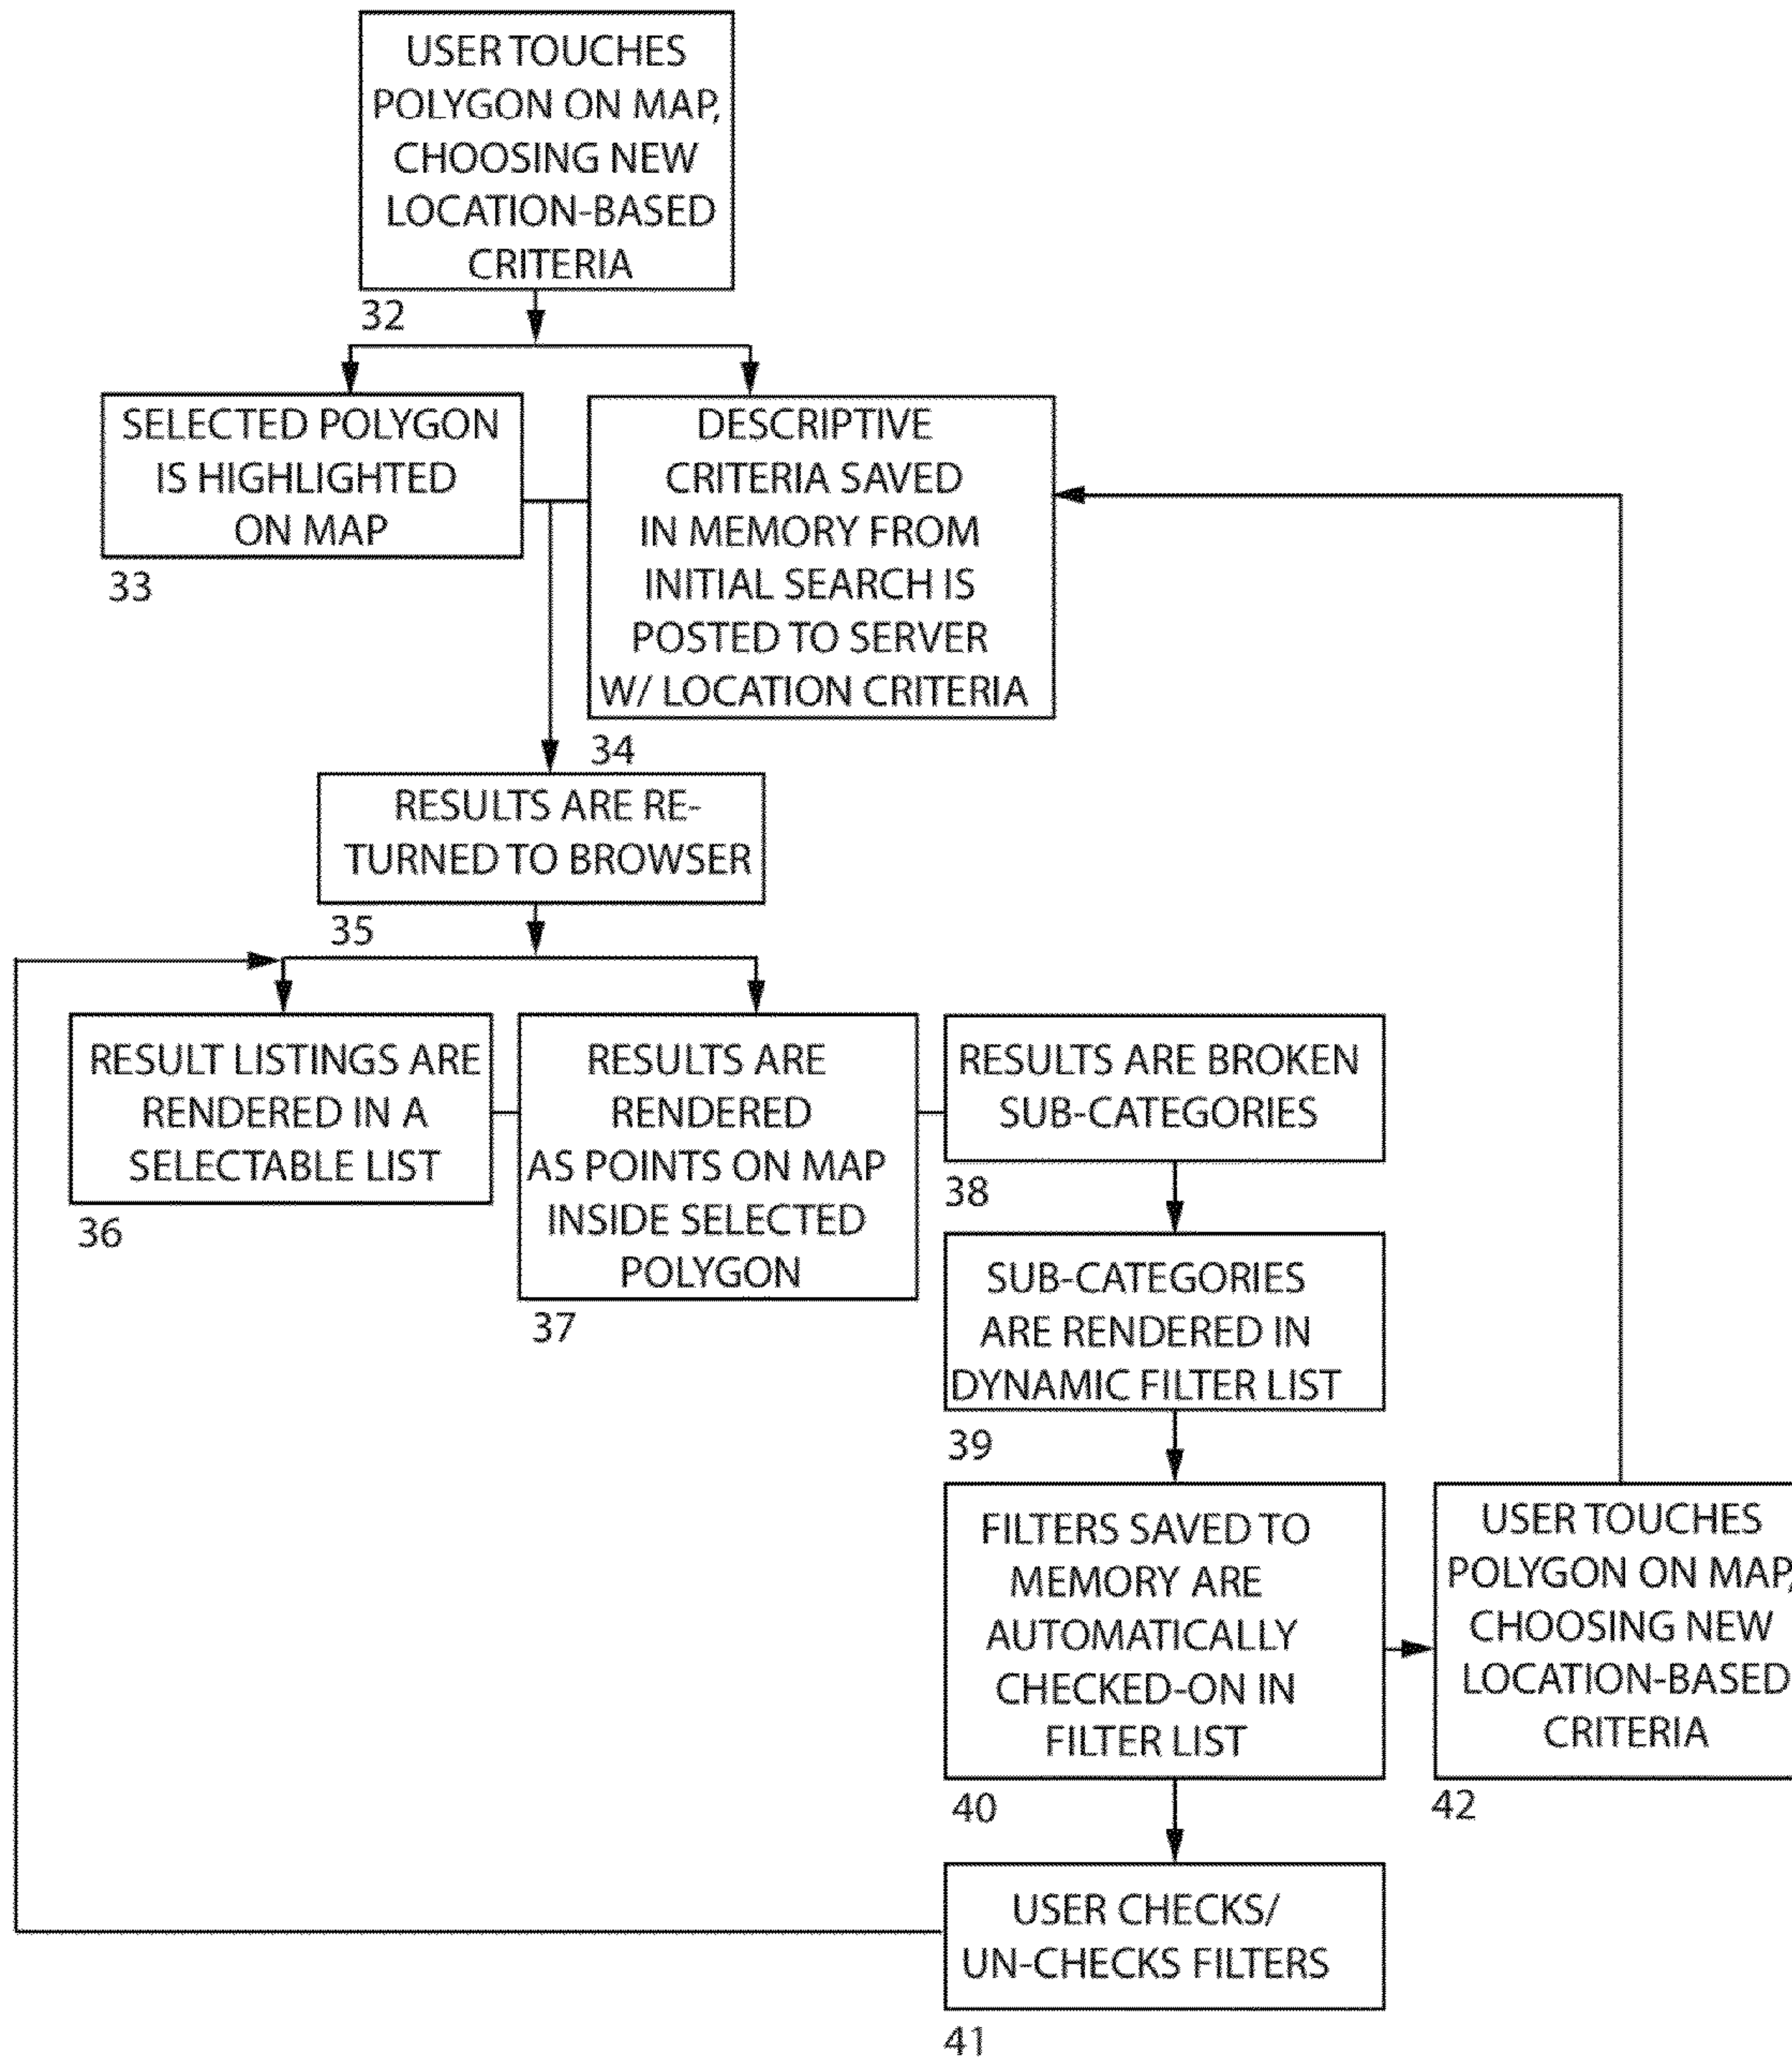 USER TOUCHES
POLYGON ON MAP,
CHOOSING NEW
LOCATION-BASED
CRITERIA
32
SELECTED POLYGON
IS HIGHLIGHTED
ON MAP
33
DESCRIPTIVE
CRITERIA SAVED
IN MEMORY FROM
INITIAL SEARCH IS
POSTED TO SERVER
W/ LOCATION CRITERIA
34
RESULTS ARE RE-
TURNED TO BROWSER
35
RESULT LISTINGS ARE
RENDERED IN A
SELECTABLE LIST
36
RESULTS ARE
RENDERED
AS POINTS ON MAP
INSIDE SELECTED
POLYGON
37
RESULTS ARE BROKEN
SUB-CATEGORIES
38
SUB-CATEGORIES
ARE RENDERED IN
DYNAMIC FILTER LIST
39
FILTERS SAVED TO
MEMORY ARE
AUTOMATICALLY
CHECKED-ON IN
FILTER LIST
40
USER TOUCHES
POLYGON ON MAP,
CHOOSING NEW
LOCATION-BASED
CRITERIA
42
USER CHECKS/
UN-CHECKS FILTERS
41